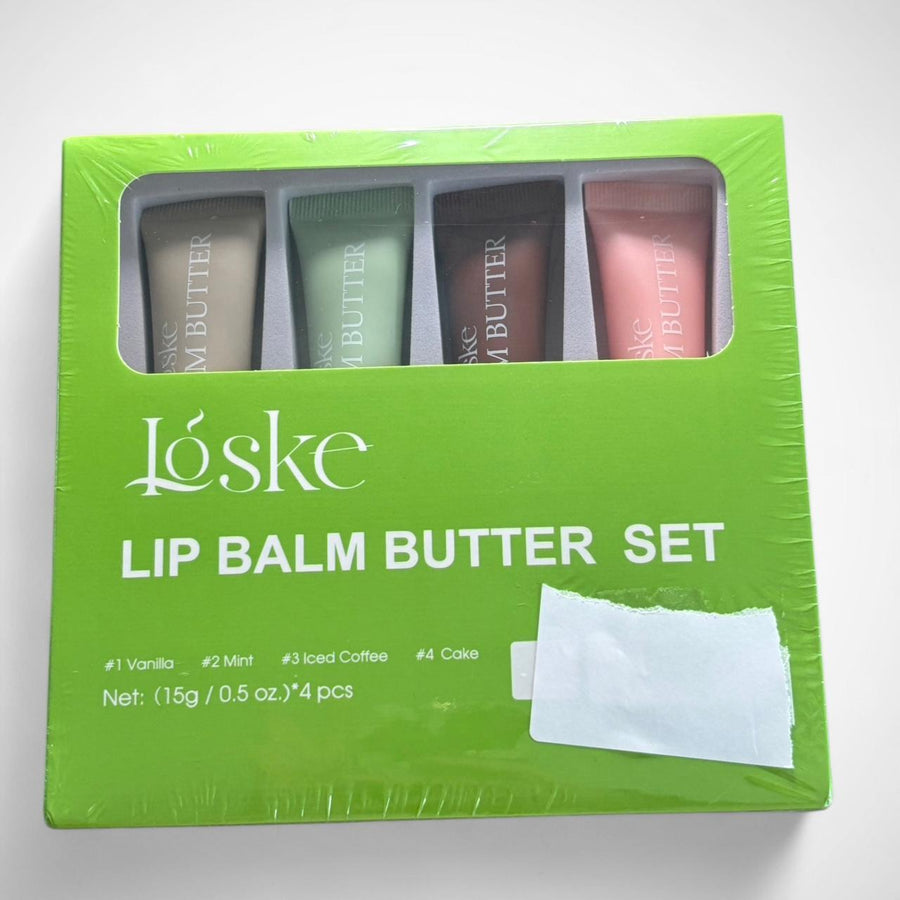 BUTTER
BUTTER
BUTTER
BUTTER
Lóske
LIP BALM BUTTER SET
#1 Vanilla #2 Mint #3 Iced Coffee #4 Cake
Net: (15g / 0.5 oz.)*4 pcs